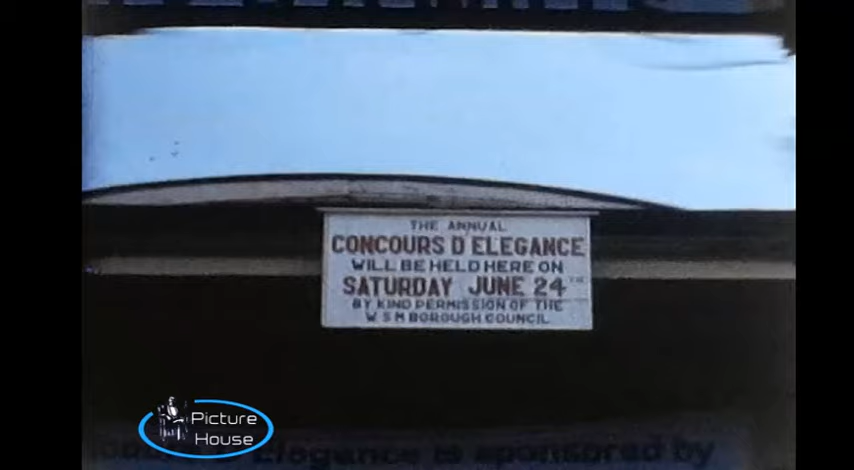 THE ANNUAL
CONCOURS D ELEGANCE
WILL BE HELD HERE ON
SATURDAY JUNE 24TH
BY KIND PERMISSION OF THE
W S M BOROUGH COUNCIL
Picture
House
Elegance is sponsored by